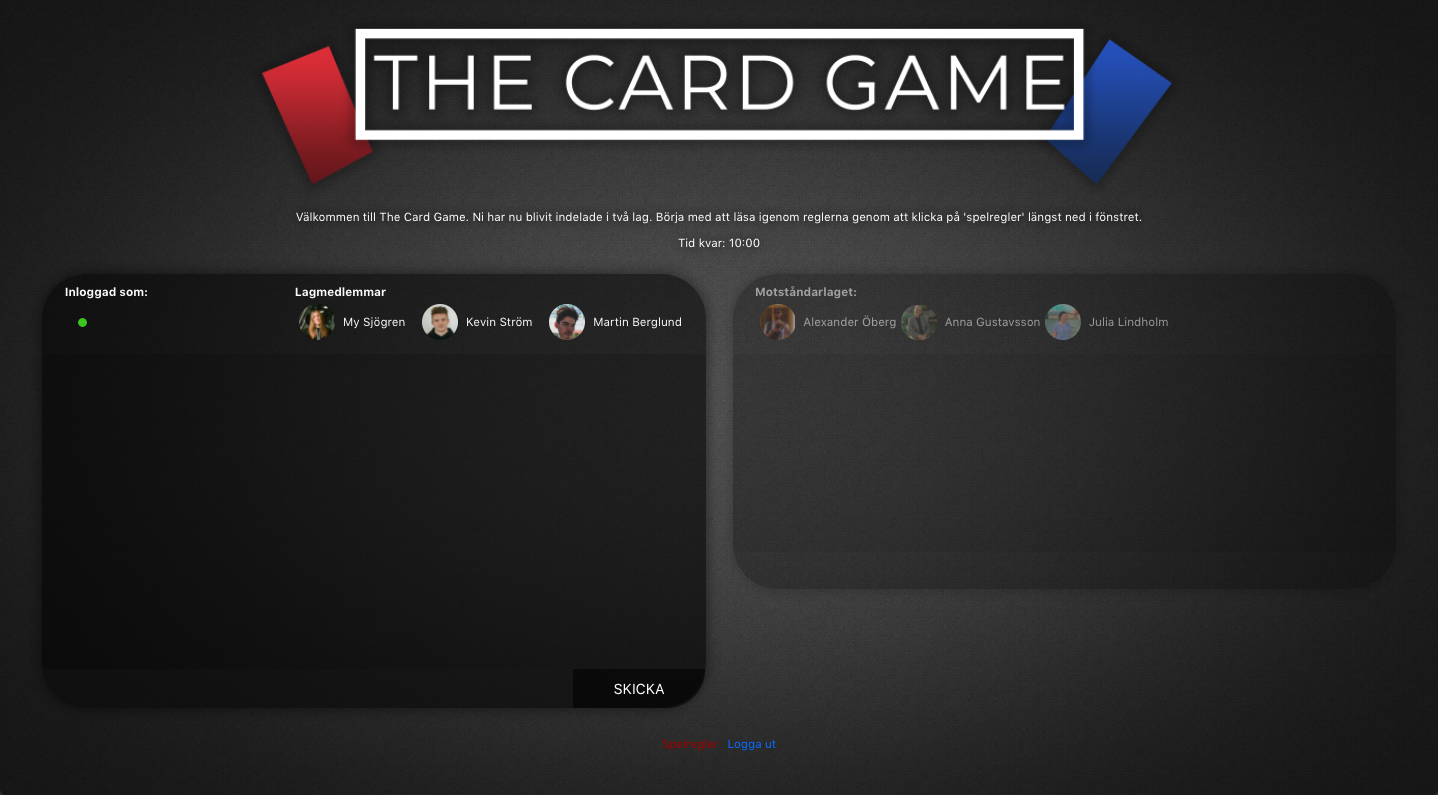 THE CARD GAME
Välkommen till The Card Game. Ni har nu blivit indelade i två lag. Börja med att läsa igenom reglerna genom att klicka på 'spelregler' längst ned i fönstret.
Tid kvar: 10:00
Inloggad som:
Lagmedlemmar
My Sjögren
Kevin Ström
Martin Berglund
Motståndarlaget:
Alexander Öberg
Anna Gustavsson
Julia Lindholm
SKICKA
Spelregler
Logga ut